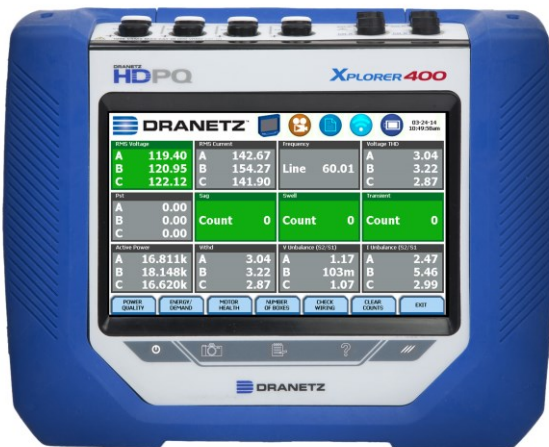 DRANETZ
HDPQ
XPLORER 400
DRANETZ
03-24-14
10:49:58am
RMS Voltage
A 119.40
B 120.95
C 122.12
RMS Current
A 142.67
B 154.27
C 141.90
Frequency
Line 60.01
Voltage THD
A 3.04
B 3.22
C 2.87
Pst
A 0.00
B 0.00
C 0.00
Sag
Count 0
Swell
Count 0
Transient
Count 0
Active Power
A 16.811k
B 18.148k
C 16.620k
Vthd
A 3.04
B 3.22
C 2.87
V Unbalance (S2/S1)
A 1.17
B 103m
C 1.07
I Unbalance (S2/S1
A 2.47
B 5.46
C 2.99
POWER QUALITY
ENERGY/ DEMAND
MOTOR HEALTH
NUMBER OF BOXES
CHECK WIRING
CLEAR COUNTS
EXIT
DRANETZ